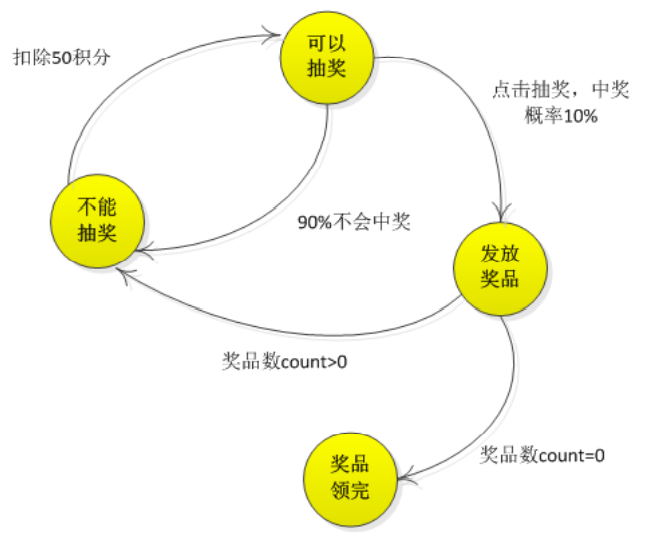 可以
抽奖
扣除50积分
点击抽奖，中奖
概率10%
不能
抽奖
90%不会中奖
发放
奖品
奖品数count>0
奖品数count=0
奖品
领完